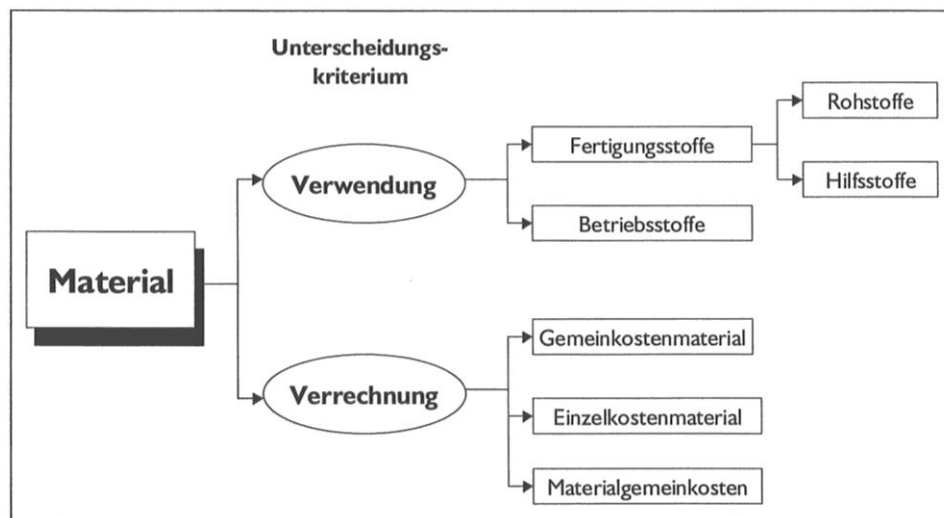 Unterscheidungs-
kriterium
Rohstoffe
Fertigungsstoffe
Verwendung
Hilfsstoffe
Betriebsstoffe
Material
Gemeinkostenmaterial
Verrechnung
Einzelkostenmaterial
Materialgemeinkosten